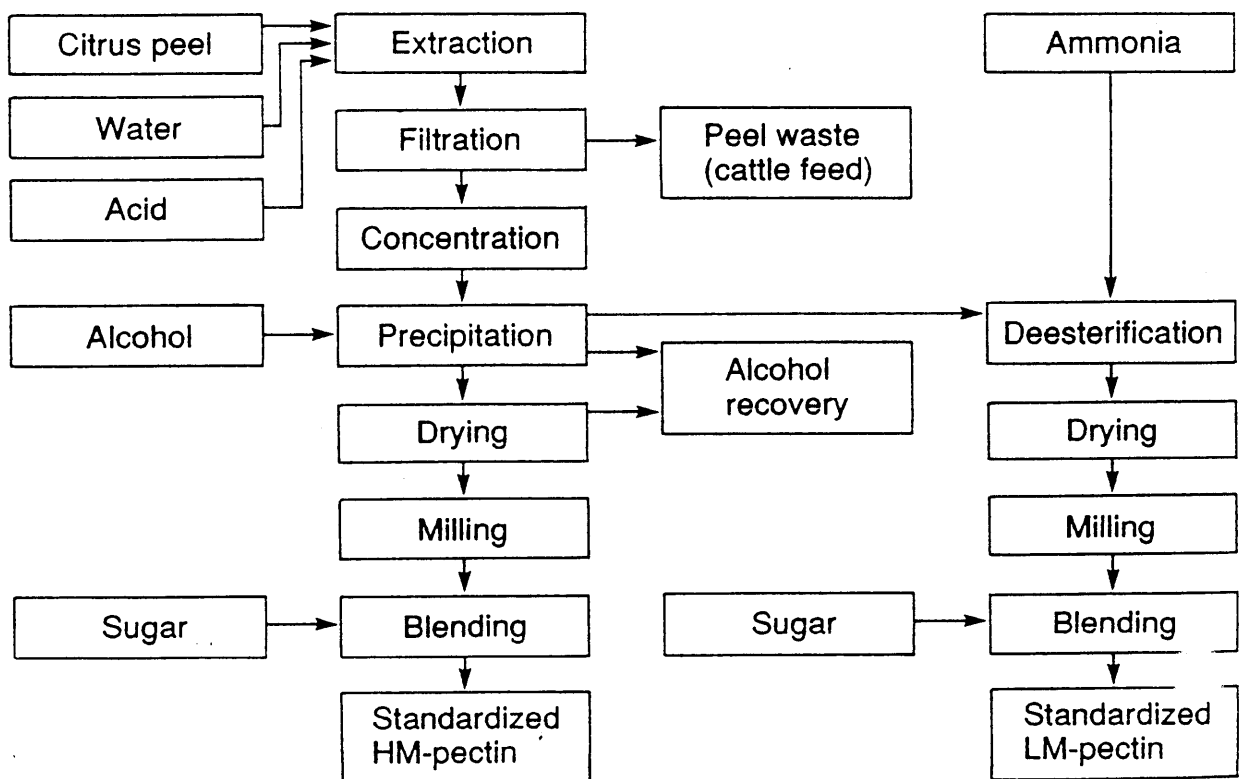 Citrus peel
Extraction
Ammonia
Water
Filtration
Peel waste
(cattle feed)
Acid
Concentration
Alcohol
Precipitation
Deesterification
Alcohol
recovery
Drying
Drying
Milling
Milling
Sugar
Blending
Sugar
Blending
Standardized
HM-pectin
Standardized
LM-pectin